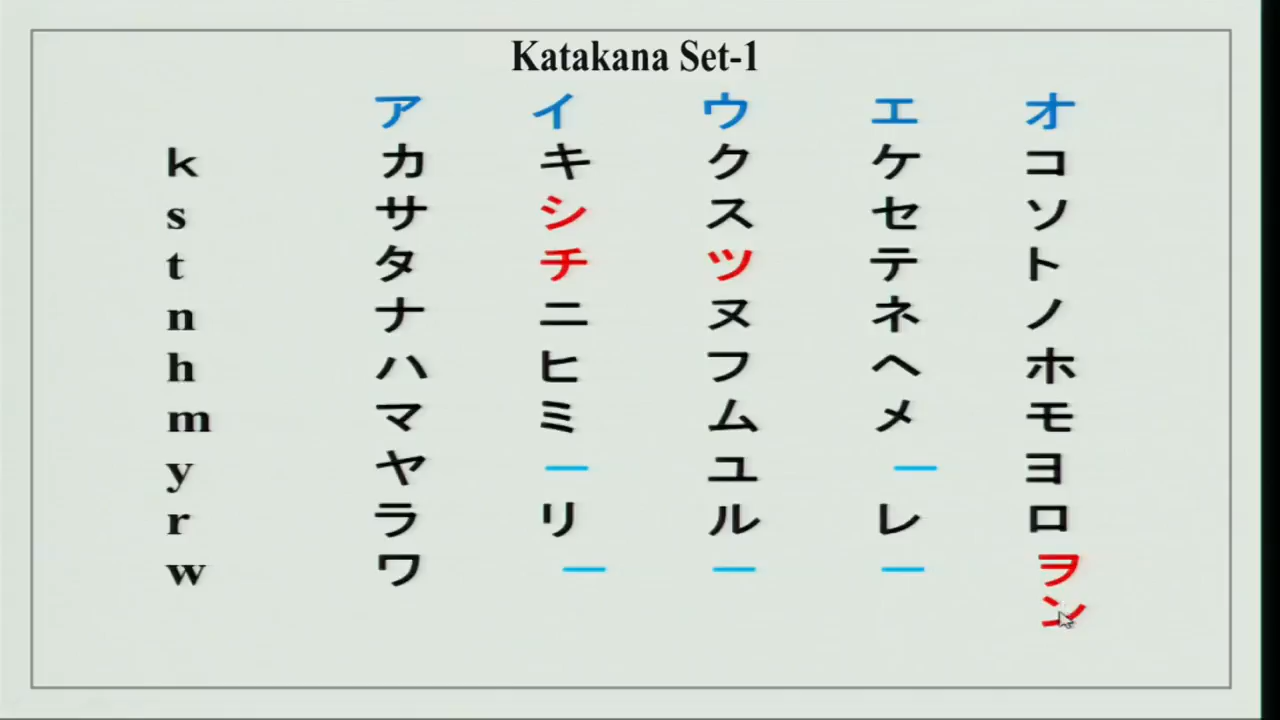 Katakana Set-1
ア イ ウ エ オ
k カ キ ク ケ コ
s サ シ ス セ ソ
t タ チ ツ テ ト
n ナ ニ ヌ ネ ノ
h ハ ヒ フ ヘ ホ
m マ ミ ム メ モ
y ヤ — ユ — ヨ
r ラ リ ル レ ロ
w ワ — — — ヲ
ン